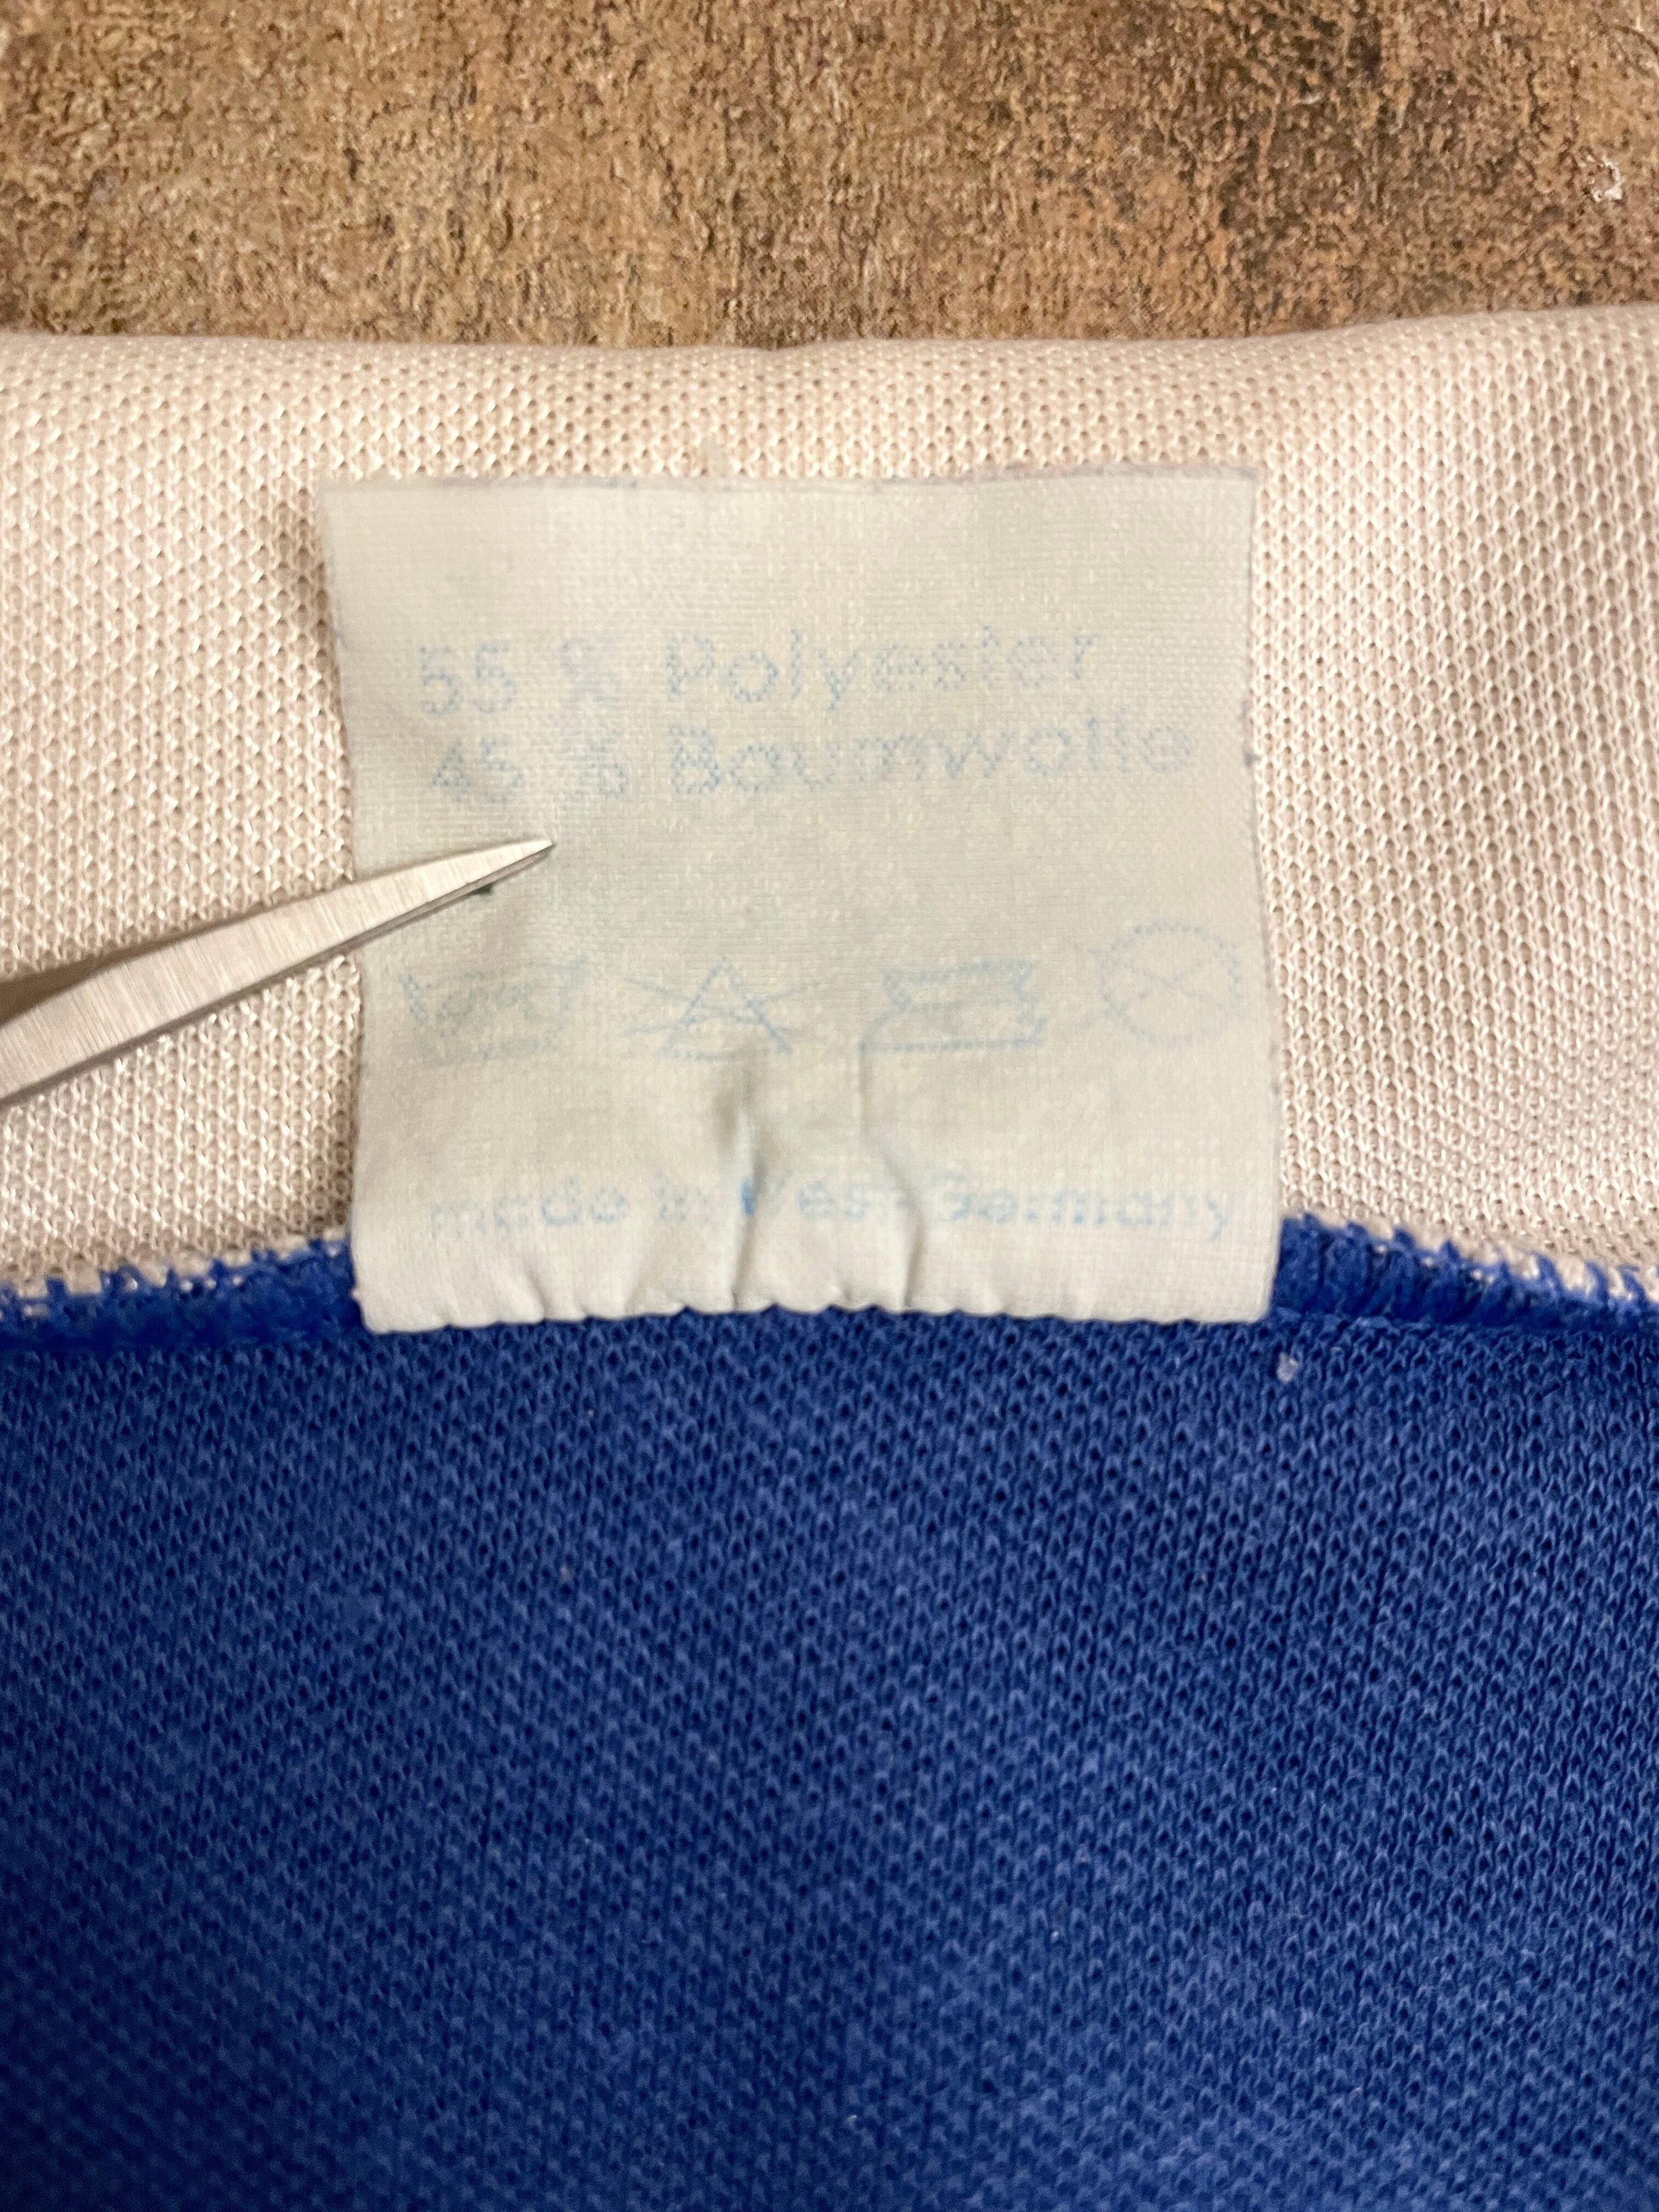 55 % Polyester
45 % Baumwolle
made in West-Germany